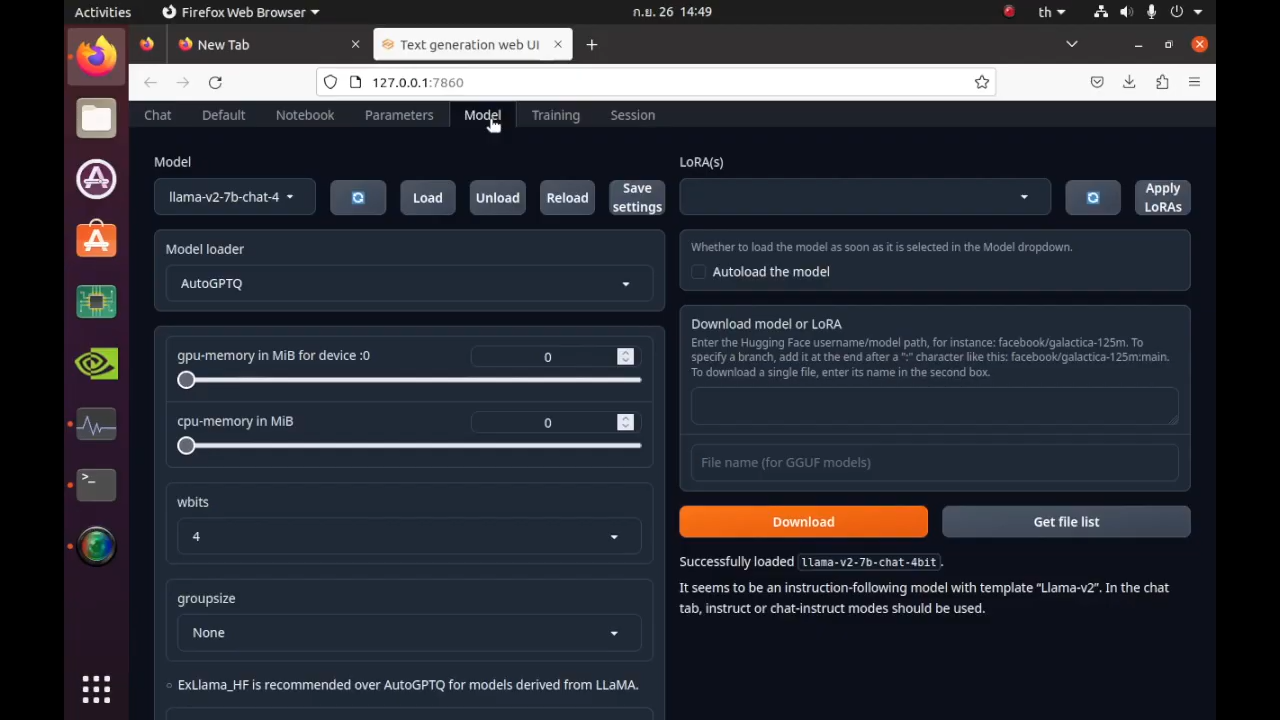 Activities Firefox Web Browser ก.ย. 26 14:49 th
New Tab Text generation web UI
127.0.0.1:7860
Chat Default Notebook Parameters Model Training Session
Model LoRA(s)
llama-v2-7b-chat-4 Load Unload Reload Save settings Apply LoRAs
Model loader
AutoGPTQ
Whether to load the model as soon as it is selected in the Model dropdown.
Autoload the model
gpu-memory in MiB for device :0 0
cpu-memory in MiB 0
wbits
4
groupsize
None
ExLlama_HF is recommended over AutoGPTQ for models derived from LLaMA.
Download model or LoRA
Enter the Hugging Face username/model path, for instance: facebook/galactica-125m. To
specify a branch, add it at the end after a ":" character like this: facebook/galactica-125m:main.
To download a single file, enter its name in the second box.
File name (for GGUF models)
Download Get file list
Successfully loaded llama-v2-7b-chat-4bit.
It seems to be an instruction-following model with template “Llama-v2”. In the chat
tab, instruct or chat-instruct modes should be used.